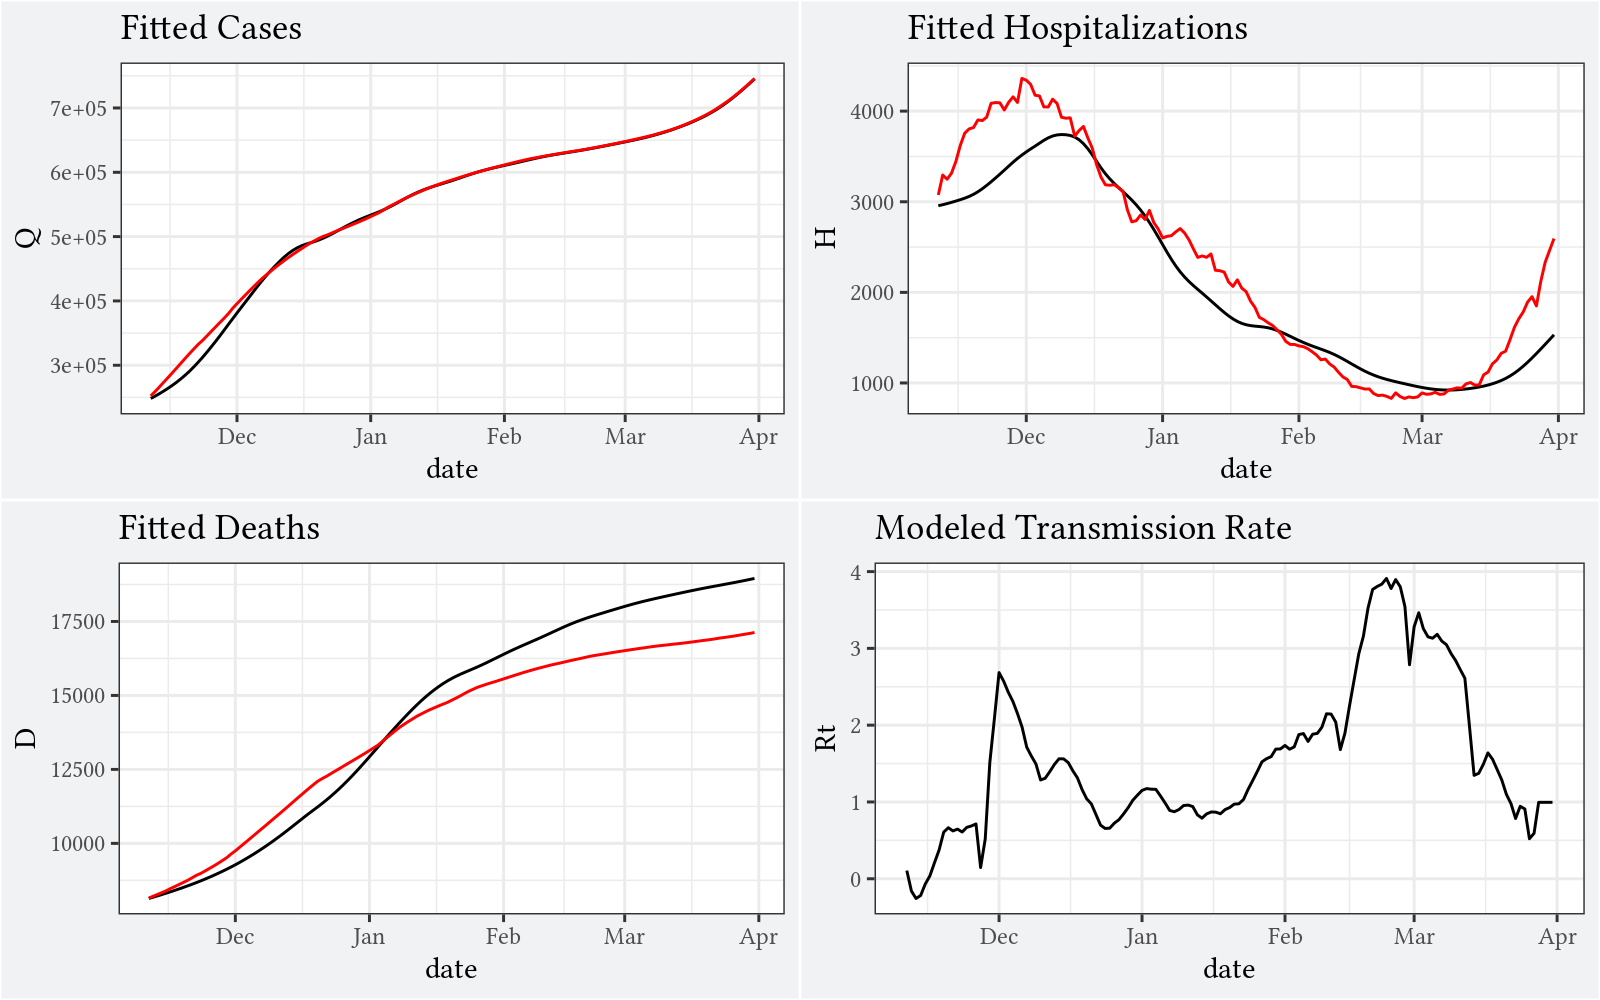 Fitted Cases
Q
7e+05
6e+05
5e+05
4e+05
3e+05
Dec Jan Feb Mar Apr
date
Fitted Hospitalizations
H
4000
3000
2000
1000
Dec Jan Feb Mar Apr
date
Fitted Deaths
D
17500
15000
12500
10000
Dec Jan Feb Mar Apr
date
Modeled Transmission Rate
Rt
4
3
2
1
0
Dec Jan Feb Mar Apr
date